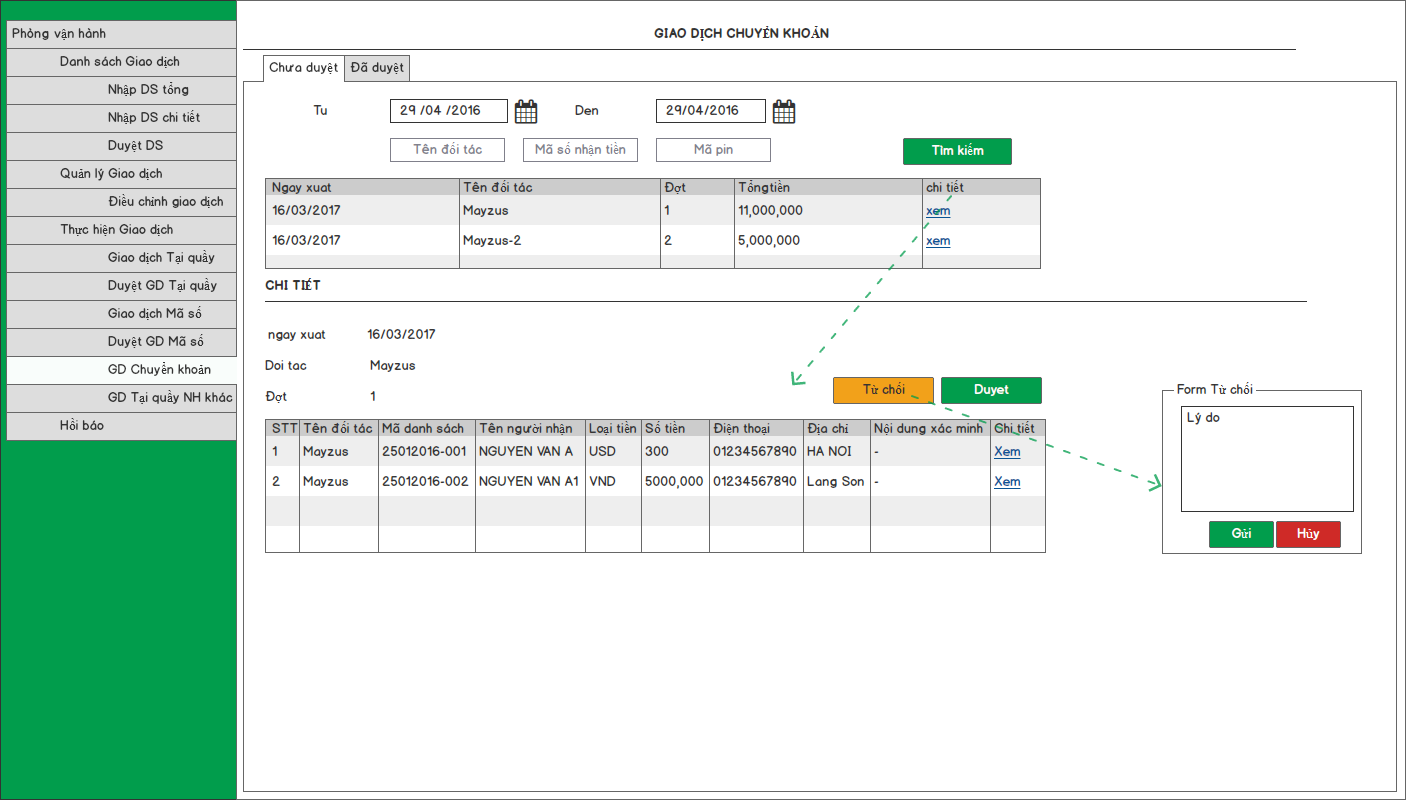 Phòng vận hành
Danh sách Giao dịch
Nhập DS tổng
Nhập DS chi tiết
Duyệt DS
Quản lý Giao dịch
Điều chỉnh giao dịch
Thực hiện Giao dịch
Giao dịch Tại quầy
Duyệt GD Tại quầy
Giao dịch Mã số
Duyệt GD Mã số
GD Chuyển khoản
GD Tại quầy NH khác
Hồi báo
GIAO DỊCH CHUYỂN KHOẢN
Chưa duyệt Đã duyệt
Tu 29 /04 /2016 Den 29/04/2016
Tên đối tác Mã số nhận tiền Mã pin Tìm kiếm
Ngay xuat Tên đối tác Đợt Tổngtiền chi tiết
16/03/2017 Mayzus 1 11,000,000 xem
16/03/2017 Mayzus-2 2 5,000,000 xem
CHI TIẾT
ngay xuat 16/03/2017
Doi tac Mayzus
Đợt 1
Từ chối Duyet
STT Tên đối tác Mã danh sách Tên người nhận Loại tiền Số tiền Điện thoại Địa chỉ Nội dung xác minh Chi tiết
1 Mayzus 25012016-001 NGUYEN VAN A USD 300 01234567890 HA NOI - Xem
2 Mayzus 25012016-002 NGUYEN VAN A1 VND 5000,000 01234567890 Lang Son - Xem
Form Từ chối
Lý do
Gửi Hủy